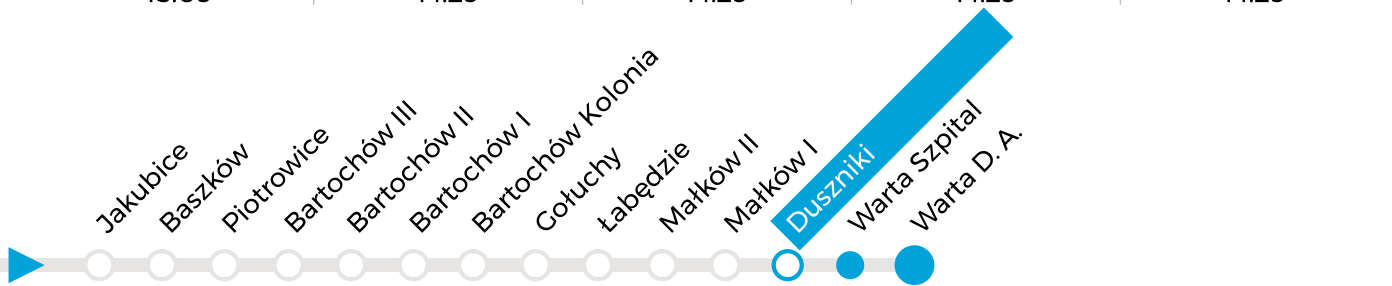 Jakubice
Baszków
Piotrowice
Bartochów III
Bartochów II
Bartochów I
Bartochów Kolonia
Gołuchy
Łabędzie
Małków II
Małków I
Duszniki
Warta Szpital
Warta D. A.